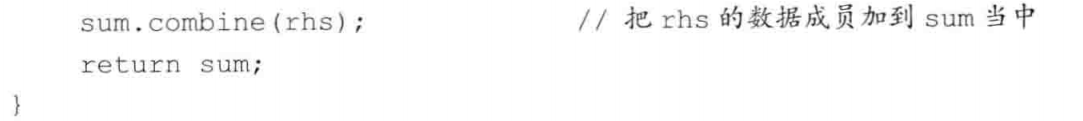 sum.combine(rhs); // 把 rhs 的数据成员加到 sum 当中
return sum;
}